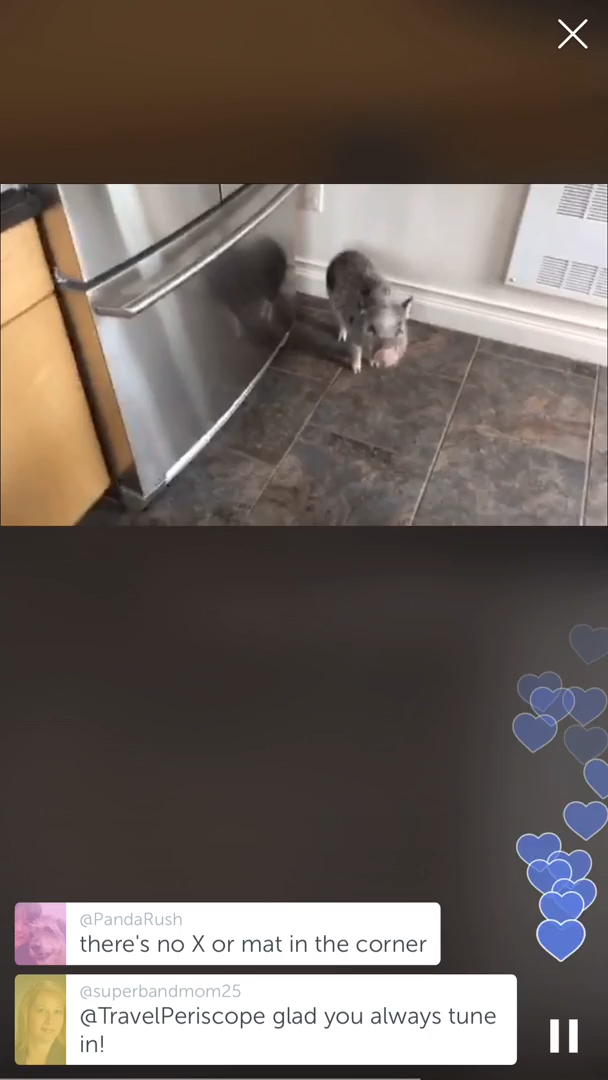 @PandaRush
there's no X or mat in the corner
@superbandmom25
@TravelPeriscope glad you always tune
in!